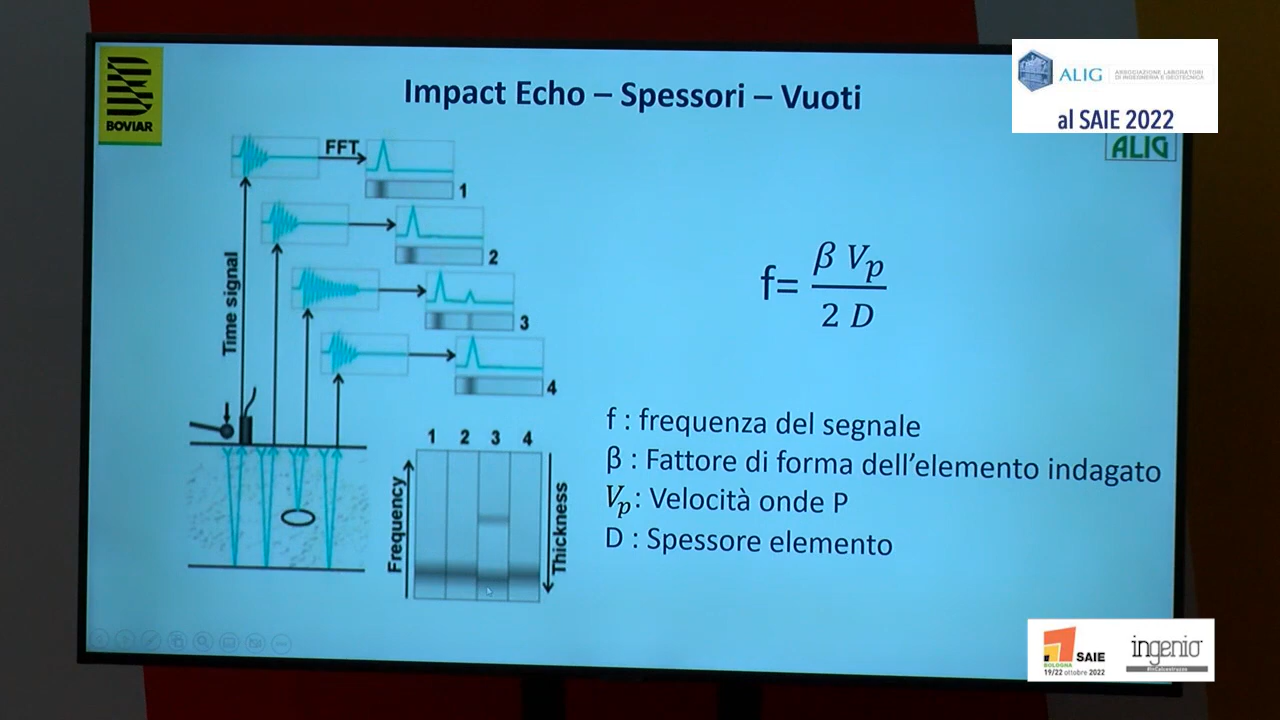 BOVIAR
Impact Echo – Spessori – Vuoti
ALIG
ASSOCIAZIONE LABORATORI
DI INGEGNERIA E GEOTECNICA
al SAIE 2022
ALIG
FFT
1
2
3
4
Time signal
f= β Vp / 2 D
1 2 3 4
Frequency
Thickness
f : frequenza del segnale
β : Fattore di forma dell'elemento indagato
Vp : Velocità onde P
D : Spessore elemento
SAIE
BOLOGNA
19/22 ottobre 2022
ingenio